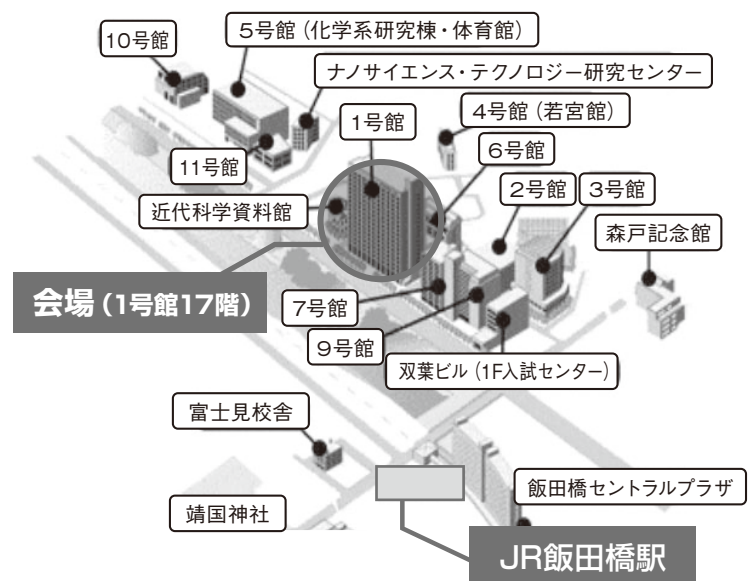 10号館
5号館（化学系研究棟・体育館）
ナノサイエンス・テクノロジー研究センター
1号館
4号館（若宮館）
6号館
11号館
2号館
3号館
近代科学資料館
森戸記念館
会場（1号館17階）
7号館
9号館
双葉ビル（1F入試センター）
富士見校舎
飯田橋セントラルプラザ
靖国神社
JR飯田橋駅